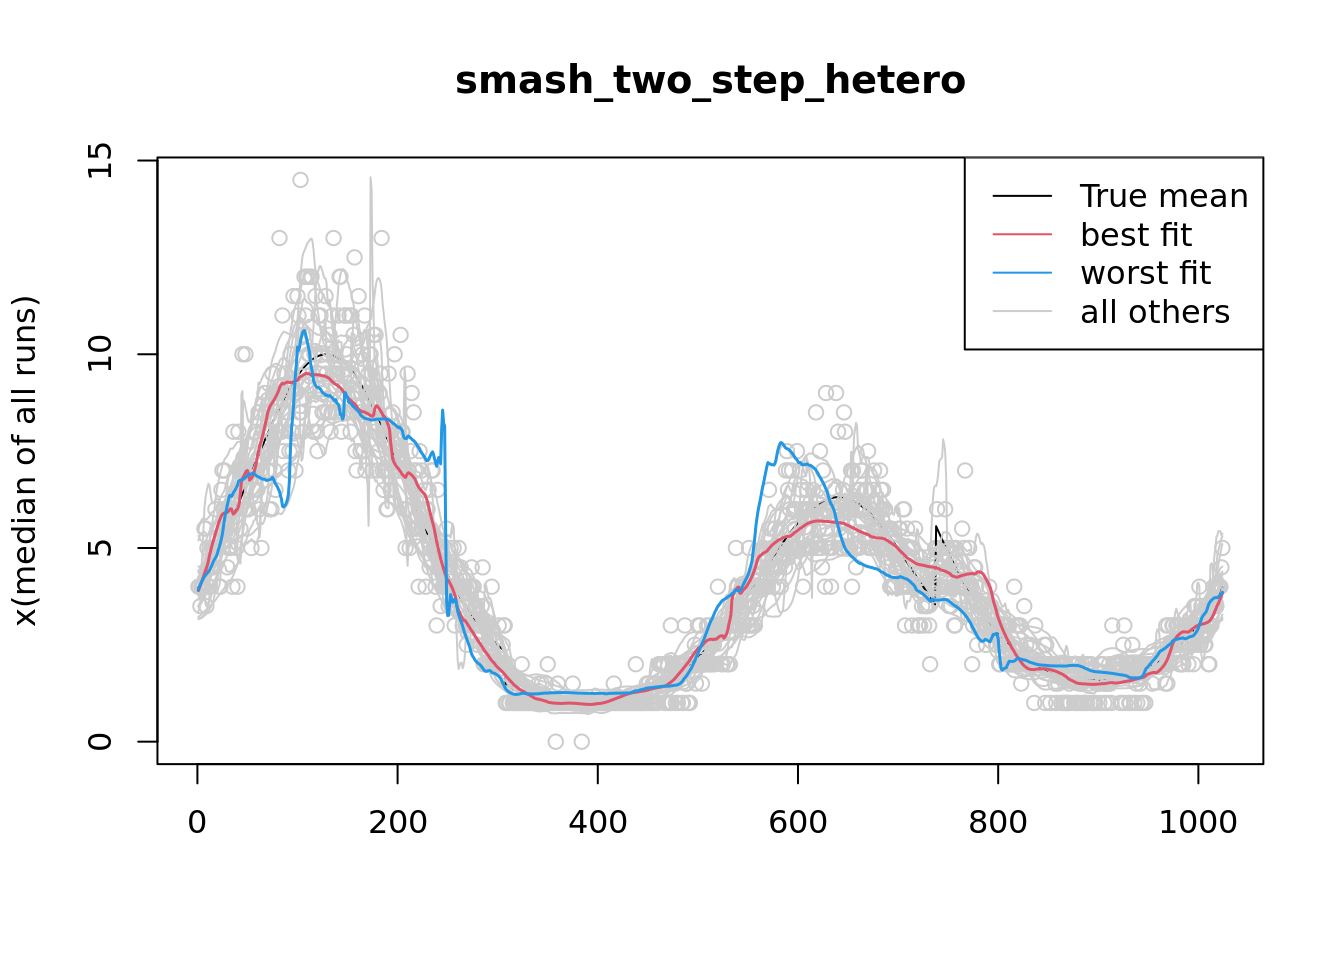 smash_two_step_hetero
x(median of all runs)
15
10
5
0
True mean
best fit
worst fit
all others
0 200 400 600 800 1000